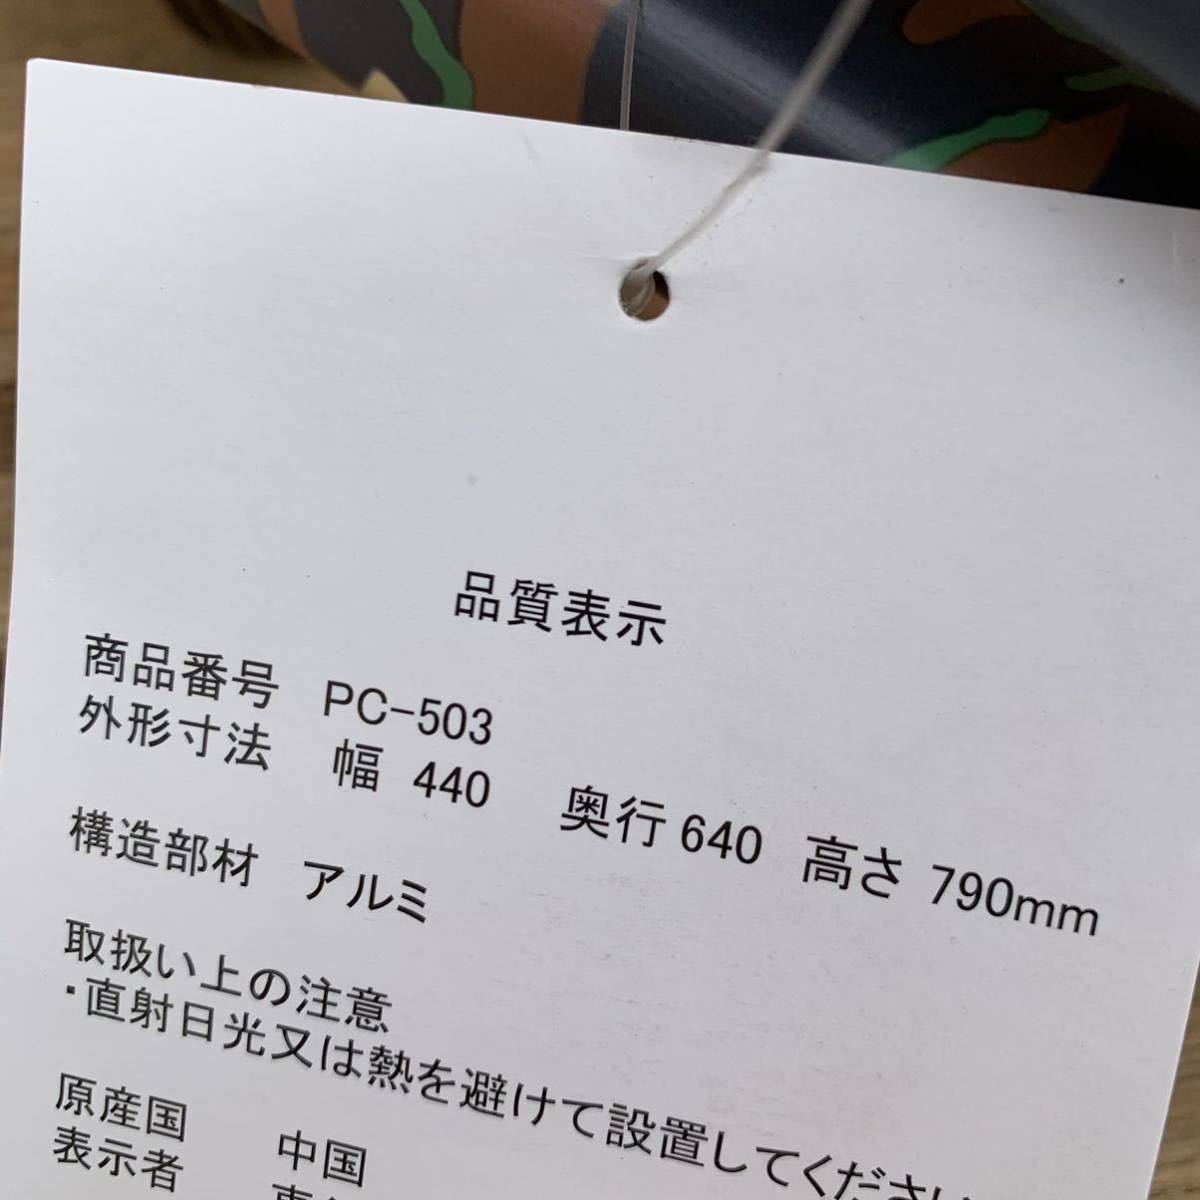 品質表示
商品番号 PC-503
外形寸法 幅 440 奥行 640 高さ 790mm
構造部材 アルミ
取扱い上の注意
・直射日光又は熱を避けて設置してください
原産国 中国
表示者